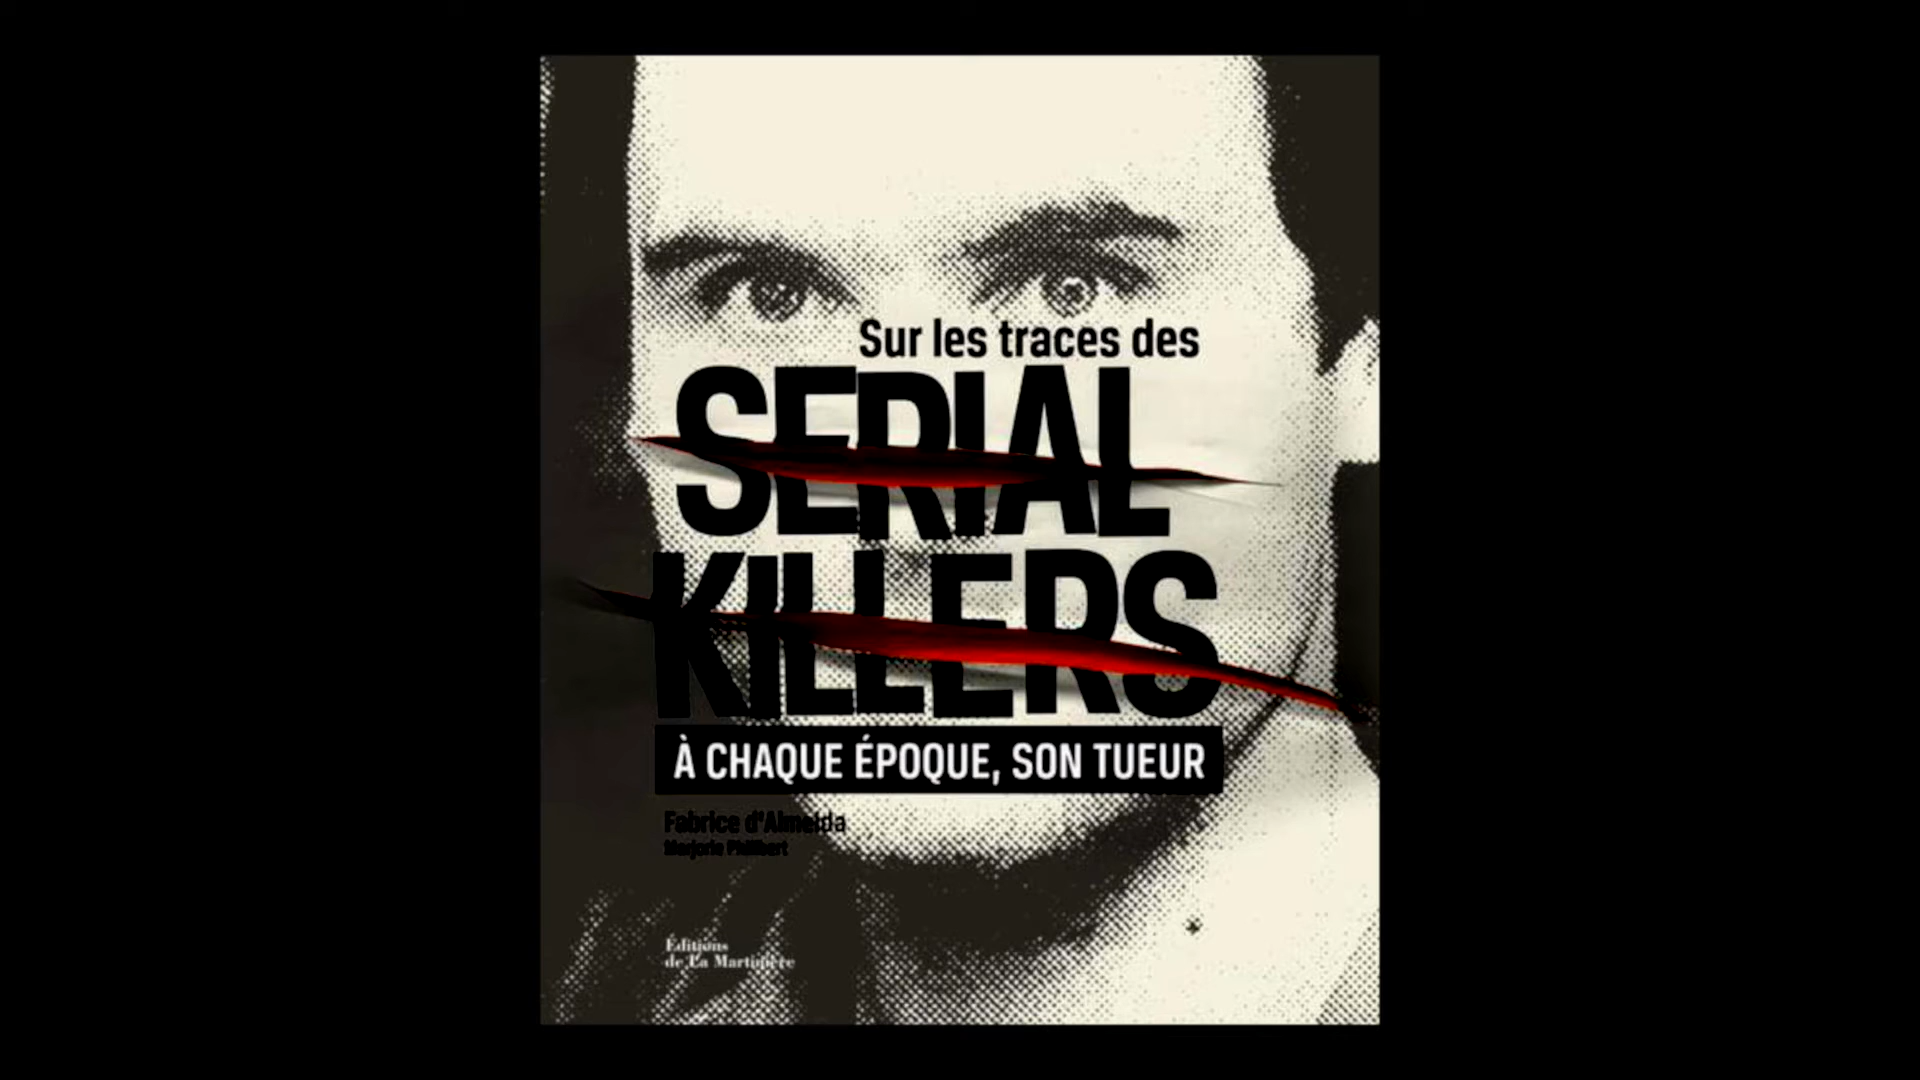 Sur les traces des
SERIAL
KILLERS
À CHAQUE ÉPOQUE, SON TUEUR
Fabrice d'Almeida
Marjorie Philibert
Éditions
de La Martinière